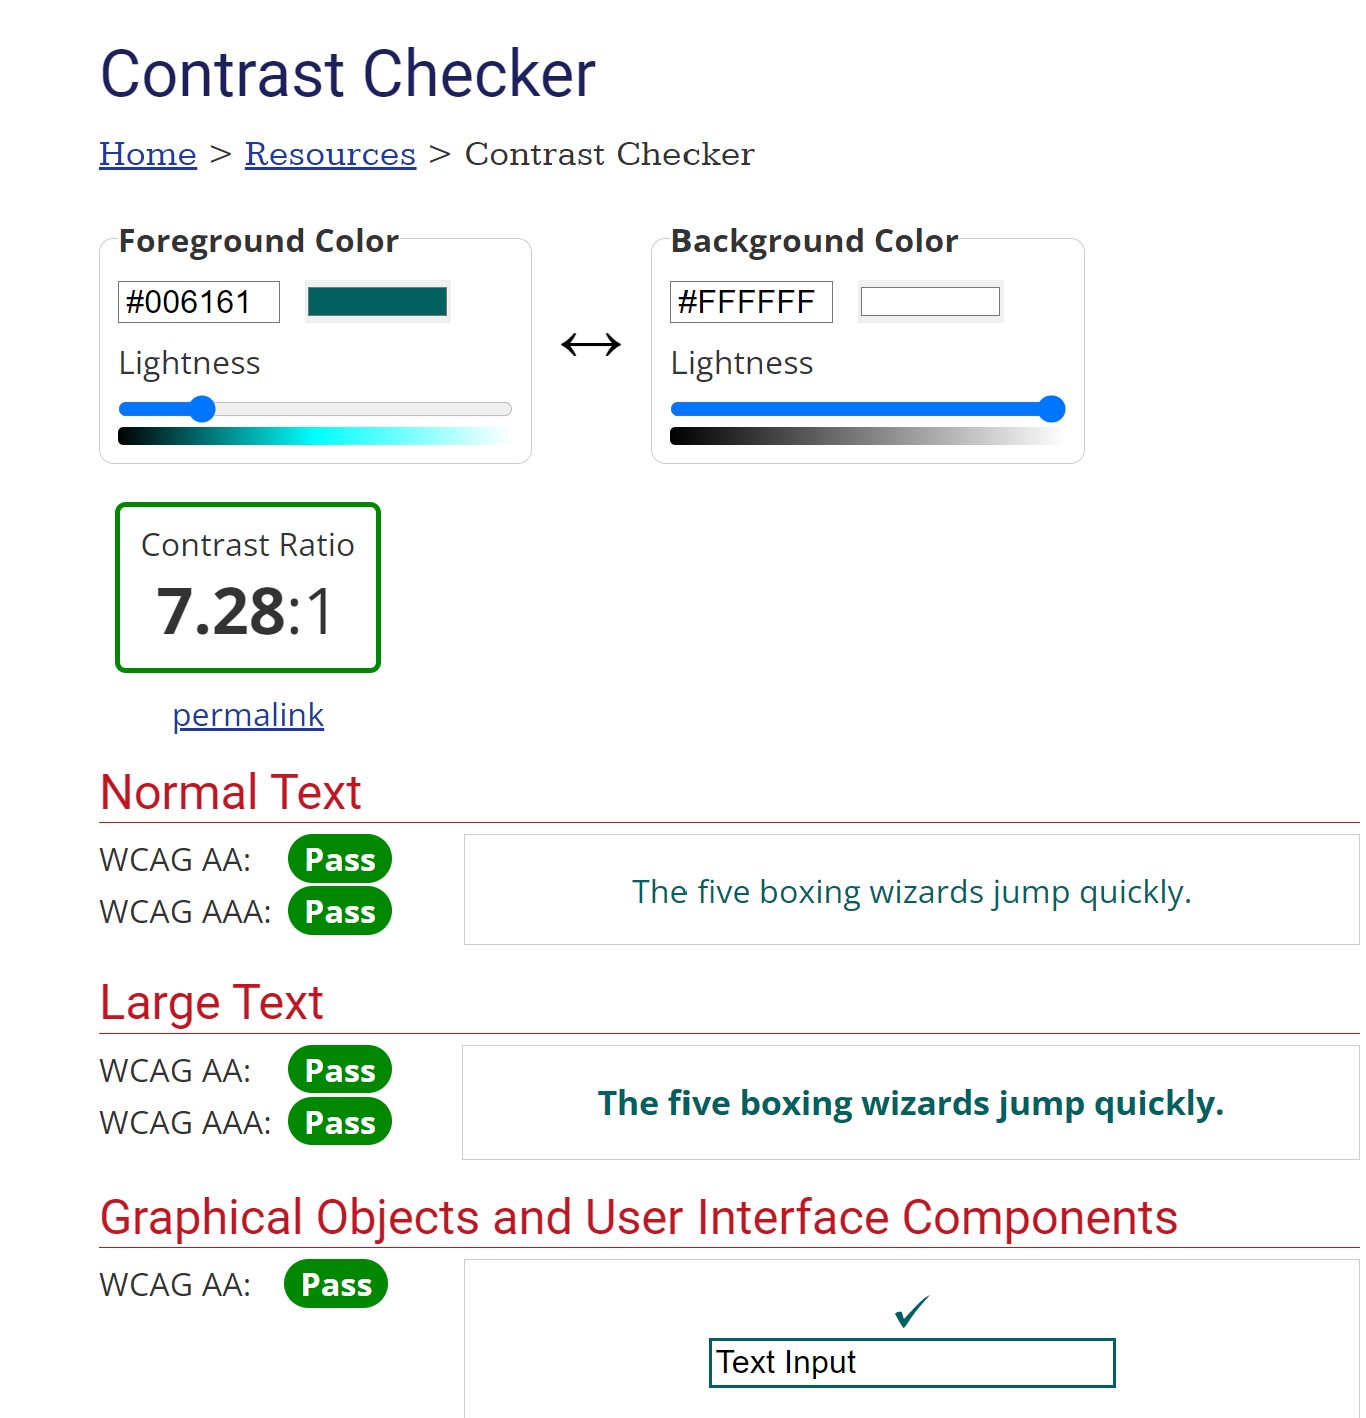 Contrast Checker
Home > Resources > Contrast Checker
Foreground Color
#006161
Lightness
Background Color
#FFFFFF
Lightness
Contrast Ratio
7.28:1
permalink
Normal Text
WCAG AA: Pass
WCAG AAA: Pass
The five boxing wizards jump quickly.
Large Text
WCAG AA: Pass
WCAG AAA: Pass
The five boxing wizards jump quickly.
Graphical Objects and User Interface Components
WCAG AA: Pass
Text Input